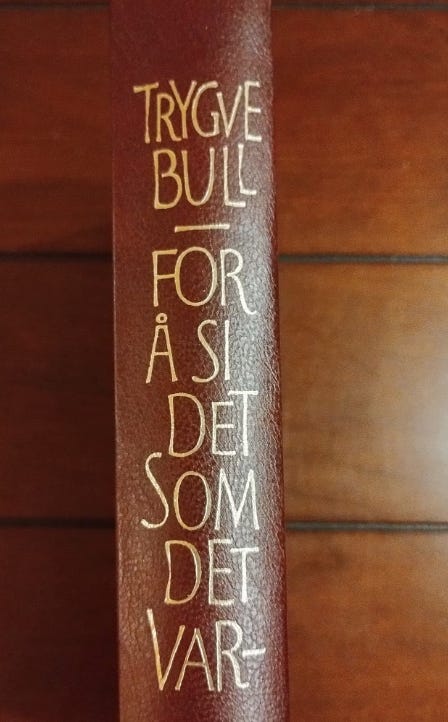 TRYGVE
BULL
—
FOR
Å SI
DET
SOM
DET
VAR–